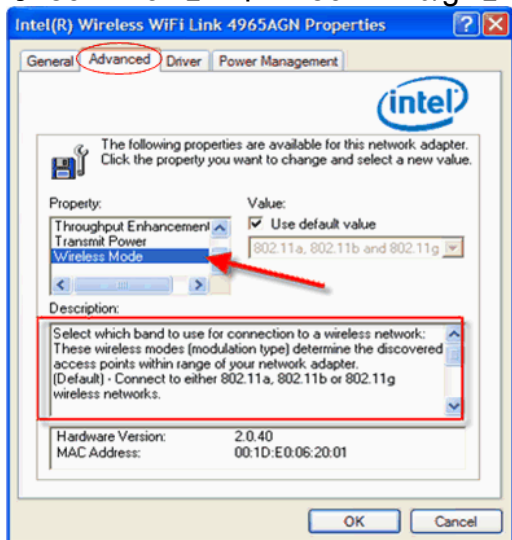 Intel(R) Wireless WiFi Link 4965AGN Properties
General Advanced Driver Power Management
intel
The following properties are available for this network adapter.
Click the property you want to change and select a new value.
Property: Value:
Throughput Enhancement
Use default value
Transmit Power
802.11a, 802.11b and 802.11g
Wireless Mode
Description:
Select which band to use for connection to a wireless network:
These wireless modes (modulation type) determine the discovered
access points within range of your network adapter.
(Default) - Connect to either 802.11a, 802.11b or 802.11g
wireless networks.
Hardware Version: 2.0.40
MAC Address: 00:1D:E0:06:20:01
OK Cancel